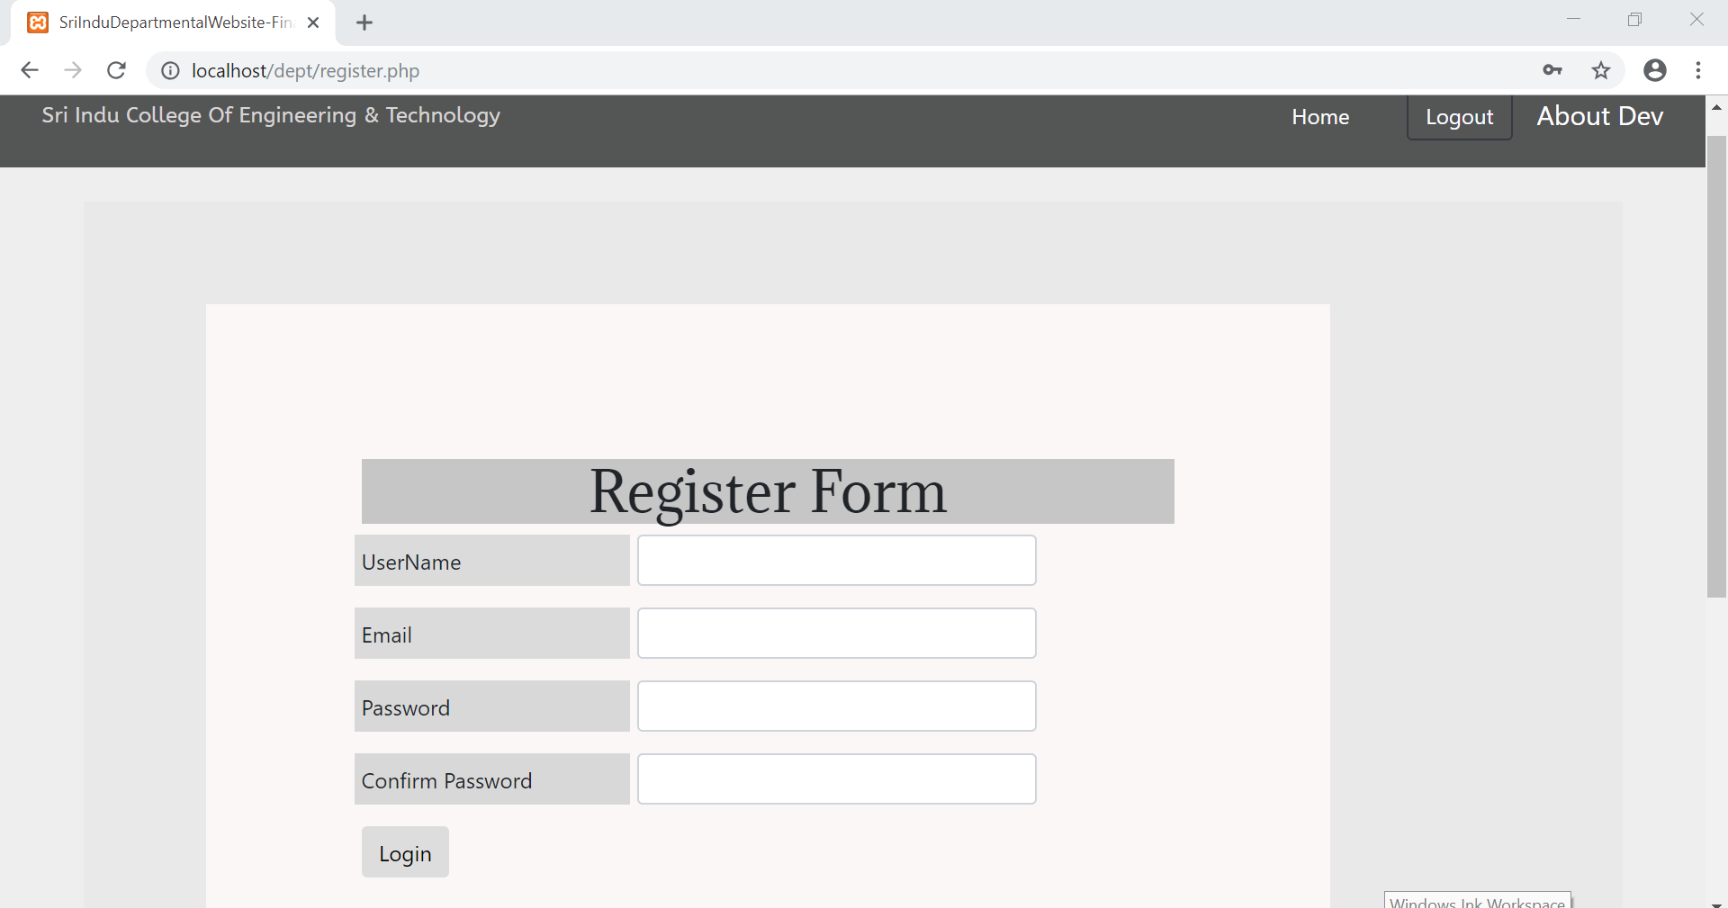 SriInduDepartmentalWebsite-Fin
localhost/dept/register.php
Sri Indu College Of Engineering & Technology
Home
Logout
About Dev
Register Form
UserName
Email
Password
Confirm Password
Login
Windows Ink Workspace